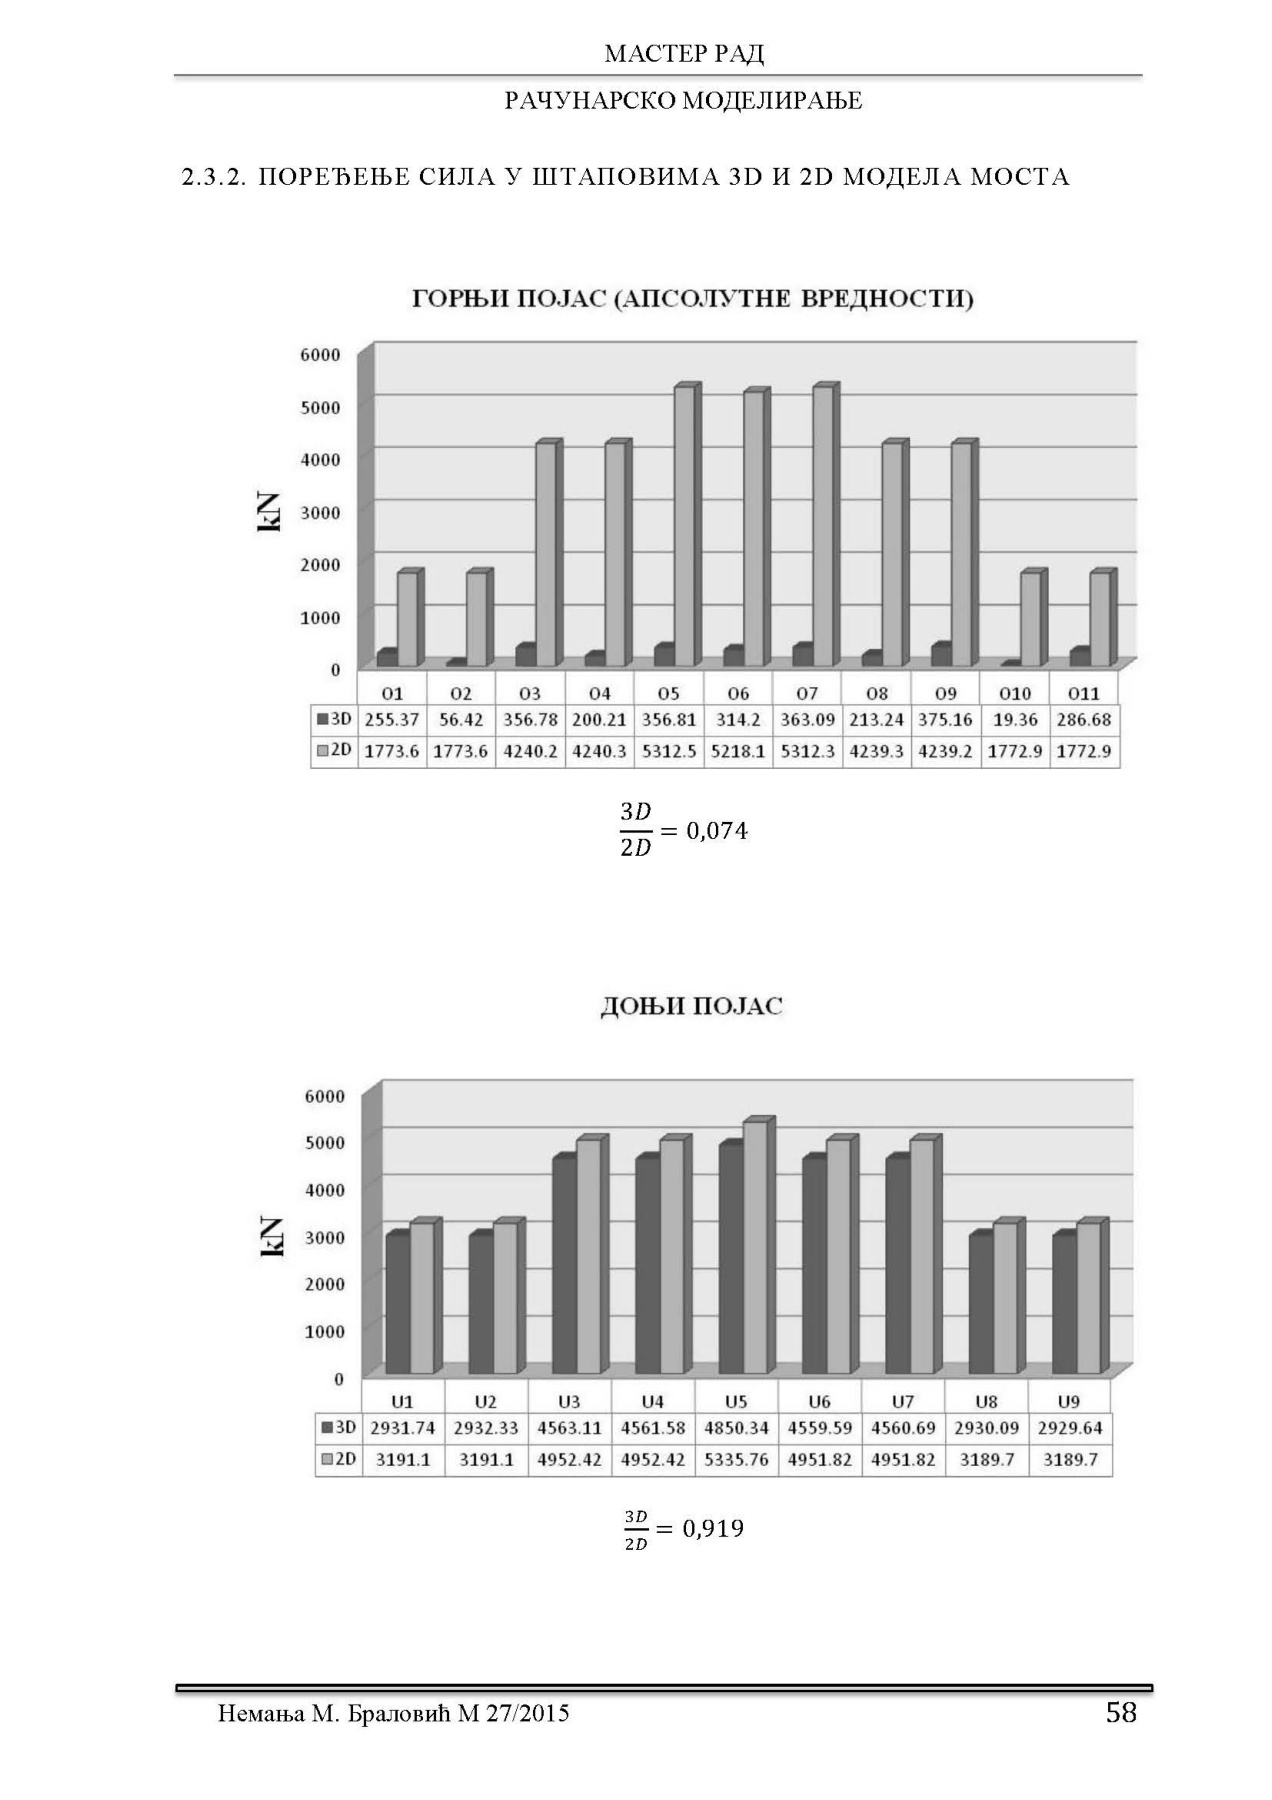 МАСТЕР РАД
РАЧУНАРСКО МОДЕЛИРАЊЕ
2.3.2. ПОРЕЂЕЊЕ СИЛА У ШТАПОВИМА 3D И 2D МОДЕЛА МОСТА
ГОРЊИ ПОЈАС (АПСОЛУТНЕ ВРЕДНОСТИ)
kN
6000
5000
4000
3000
2000
1000
0
O1 O2 O3 O4 O5 O6 O7 O8 O9 O10 O11
3D 255.37 56.42 356.78 200.21 356.81 314.2 363.09 213.24 375.16 19.36 286.68
2D 1773.6 1773.6 4240.2 4240.3 5312.5 5218.1 5312.3 4239.3 4239.2 1772.9 1772.9
3D/2D = 0,074
ДОЊИ ПОЈАС
kN
6000
5000
4000
3000
2000
1000
0
U1 U2 U3 U4 U5 U6 U7 U8 U9
3D 2931.74 2932.33 4563.11 4561.58 4850.34 4559.59 4560.69 2930.09 2929.64
2D 3191.1 3191.1 4952.42 4952.42 5335.76 4951.82 4951.82 3189.7 3189.7
3D/2D = 0,919
Немања М. Браловић М 27/2015 58